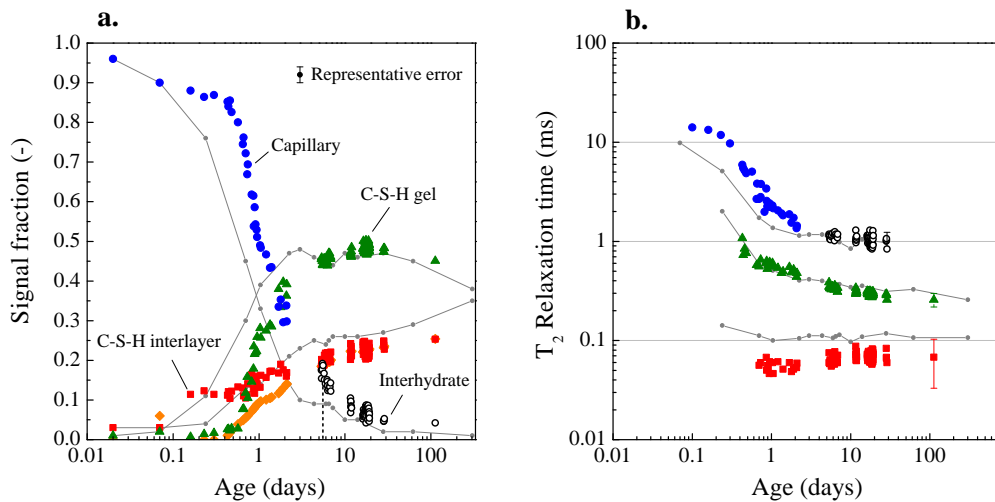 a.
1.0
0.9
0.8
0.7
0.6
0.5
0.4
0.3
0.2
0.1
0.0
Signal fraction (-)
Representative error
Capillary
C-S-H gel
C-S-H interlayer
Interhydrate
0.01
0.1
1
10
100
Age (days)
b.
100
10
1
0.1
0.01
T₂ Relaxation time (ms)
0.01
0.1
1
10
100
Age (days)